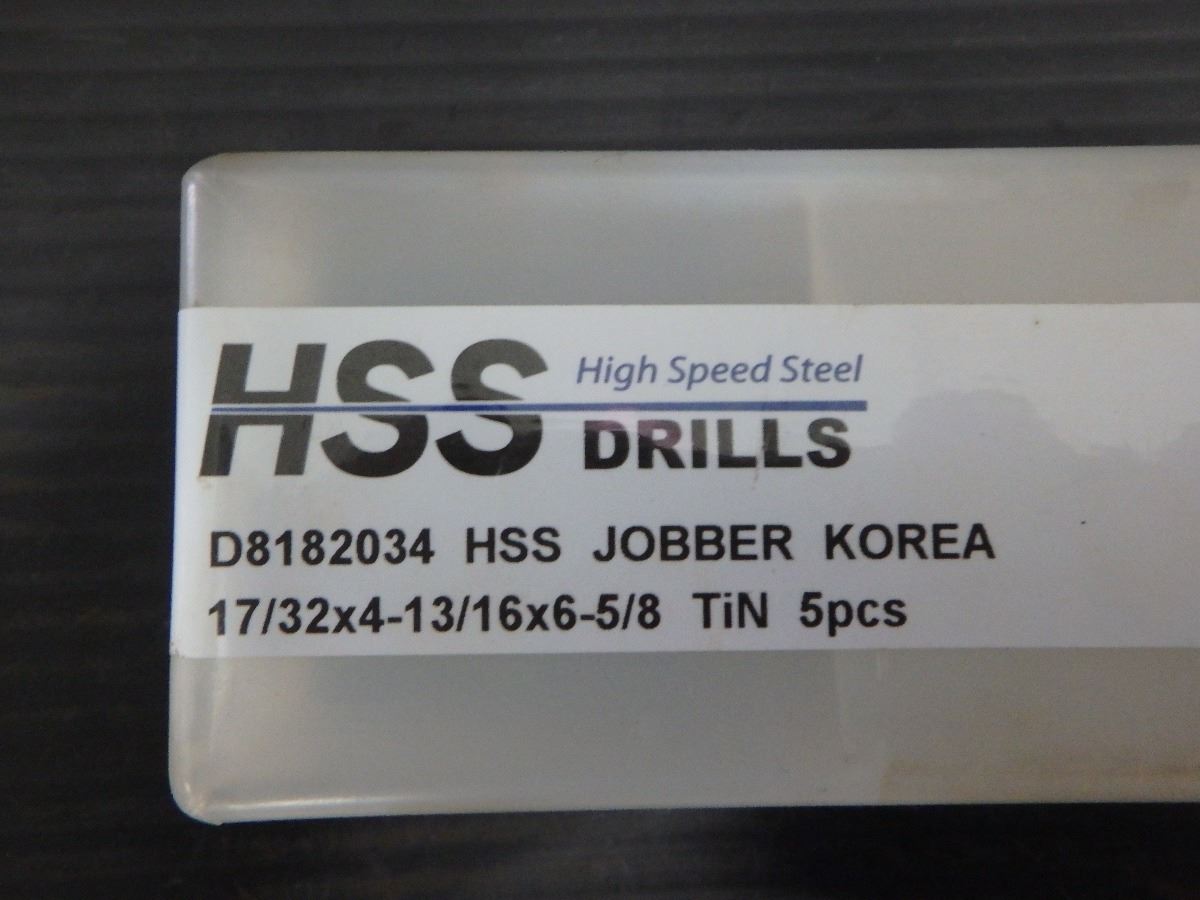 HSS High Speed Steel
DRILLS
D8182034 HSS JOBBER KOREA
17/32x4-13/16x6-5/8 TiN 5pcs